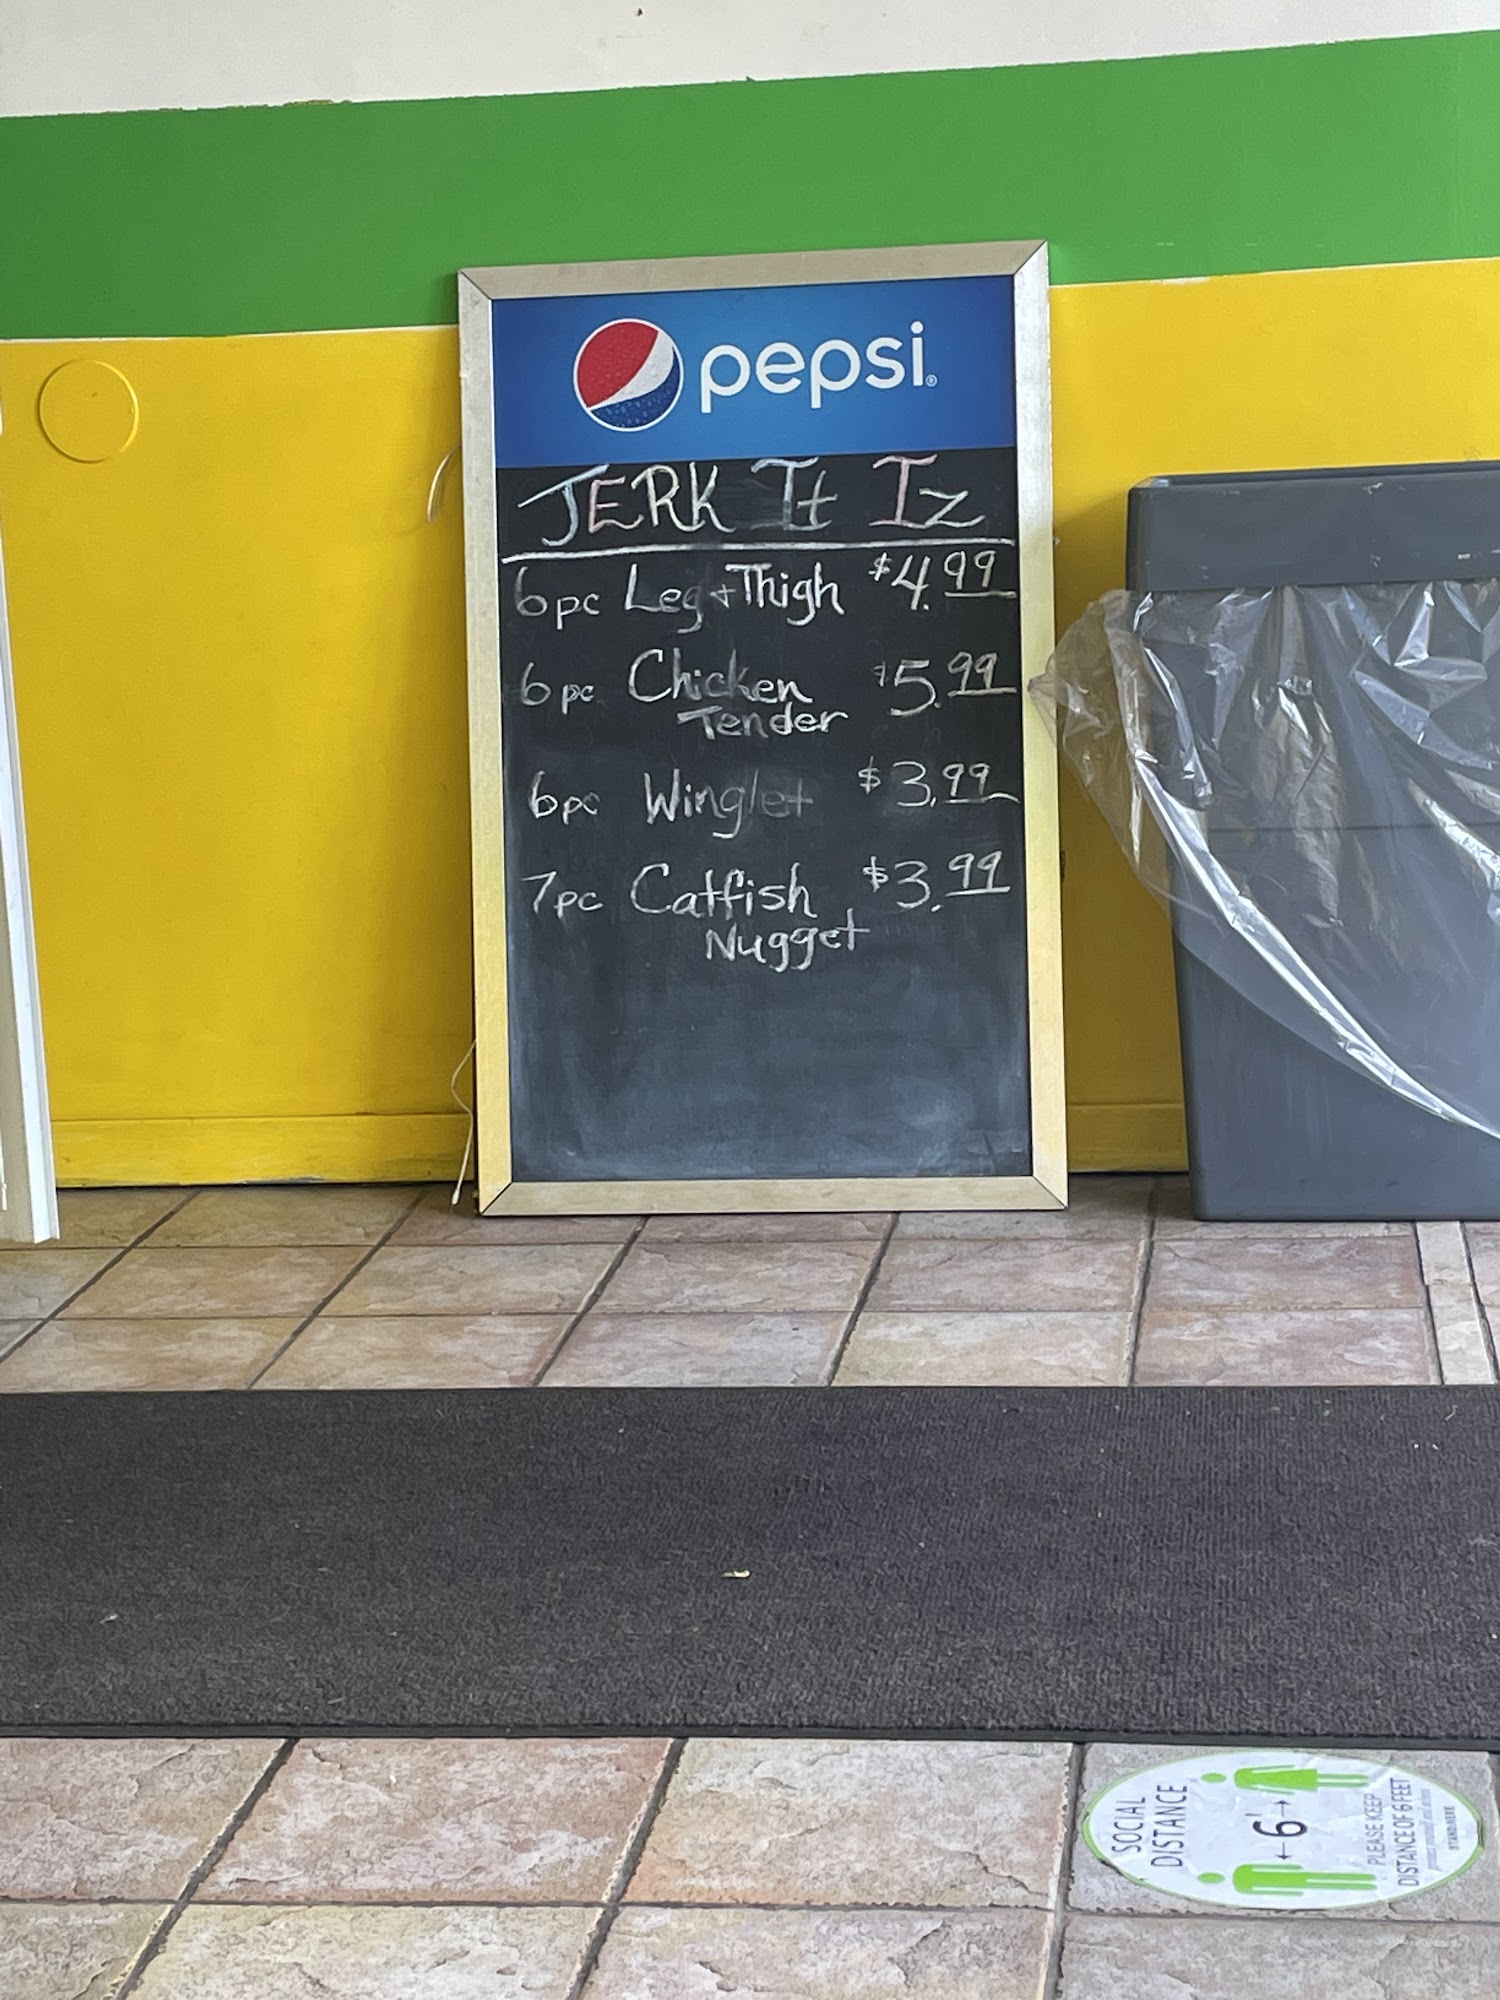 pepsi®
JERK It Iz
6pc Leg + Thigh $4.99
6pc Chicken $5.99
Tender
6pc Winglet $3.99
7pc Catfish $3.99
Nugget
SOCIAL
DISTANCE
←6'→
PLEASE KEEP
DISTANCE OF 6 FEET